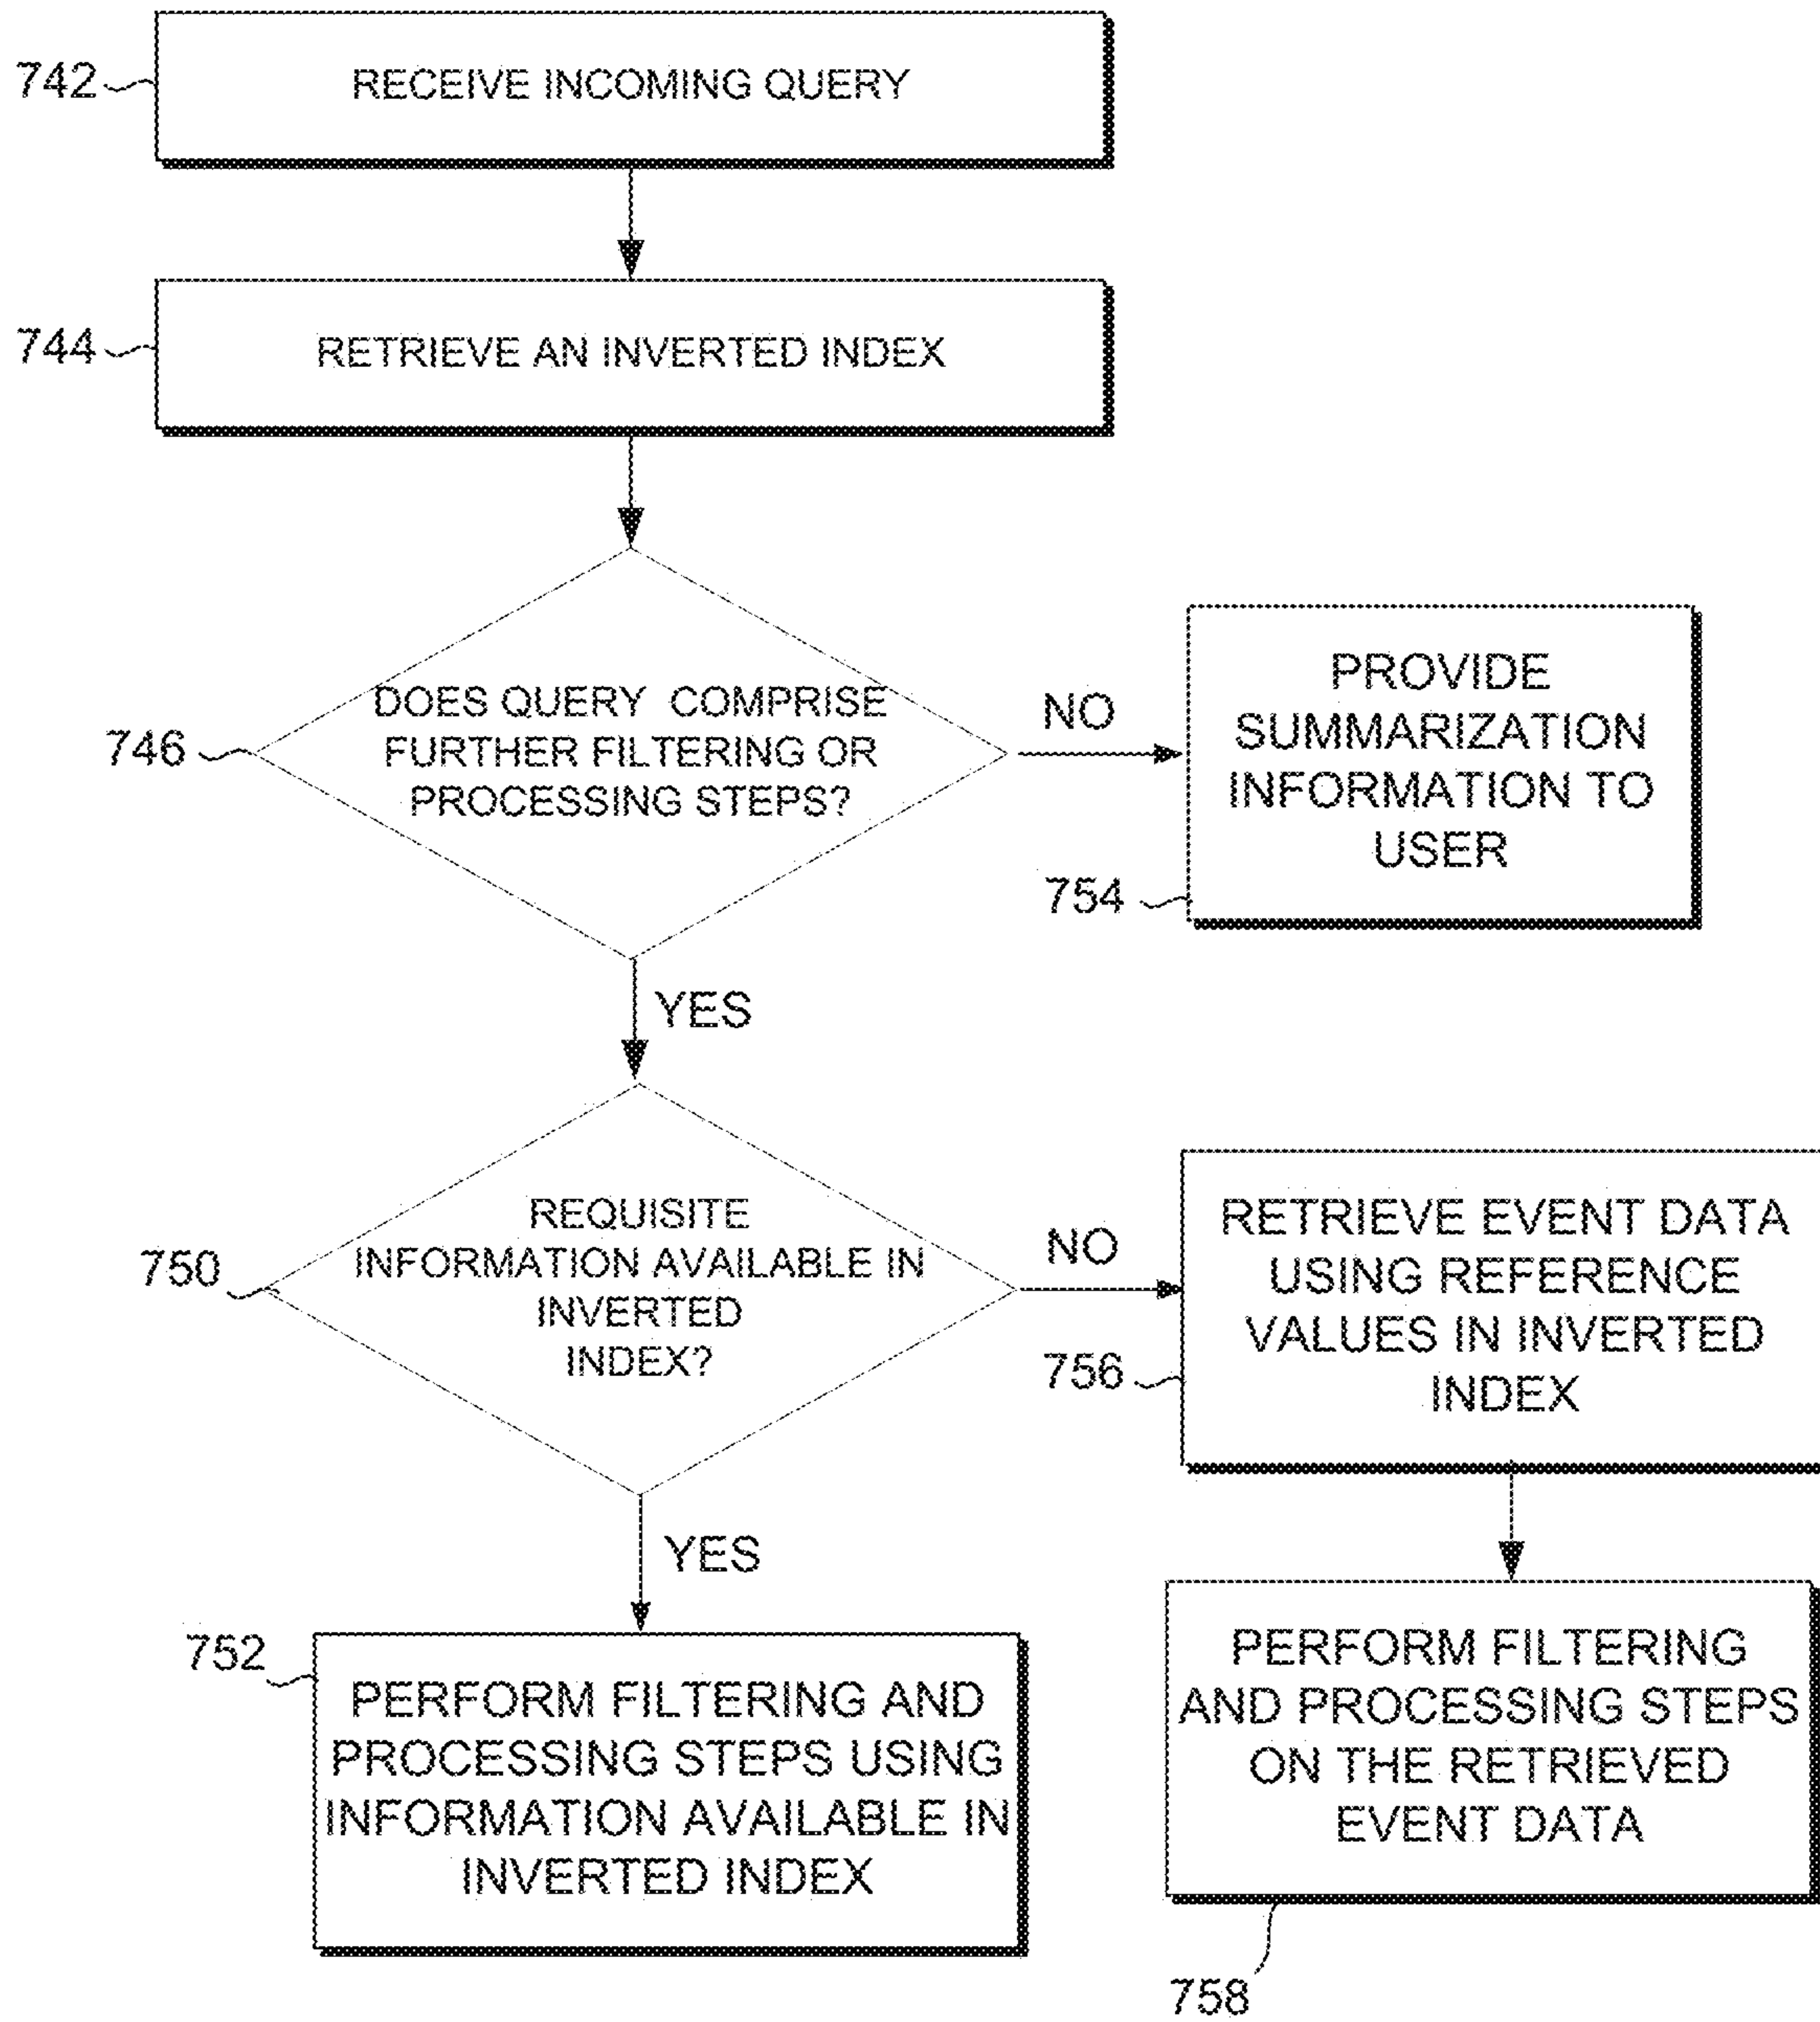 742
RECEIVE INCOMING QUERY
744
RETRIEVE AN INVERTED INDEX
746
DOES QUERY COMPRISE
FURTHER FILTERING OR
PROCESSING STEPS?
NO
PROVIDE
SUMMARIZATION
INFORMATION TO
USER
754
YES
750
REQUISITE
INFORMATION AVAILABLE IN
INVERTED
INDEX?
NO
RETRIEVE EVENT DATA
USING REFERENCE
VALUES IN INVERTED
INDEX
756
YES
752
PERFORM FILTERING AND
PROCESSING STEPS USING
INFORMATION AVAILABLE IN
INVERTED INDEX
PERFORM FILTERING
AND PROCESSING STEPS
ON THE RETRIEVED
EVENT DATA
758